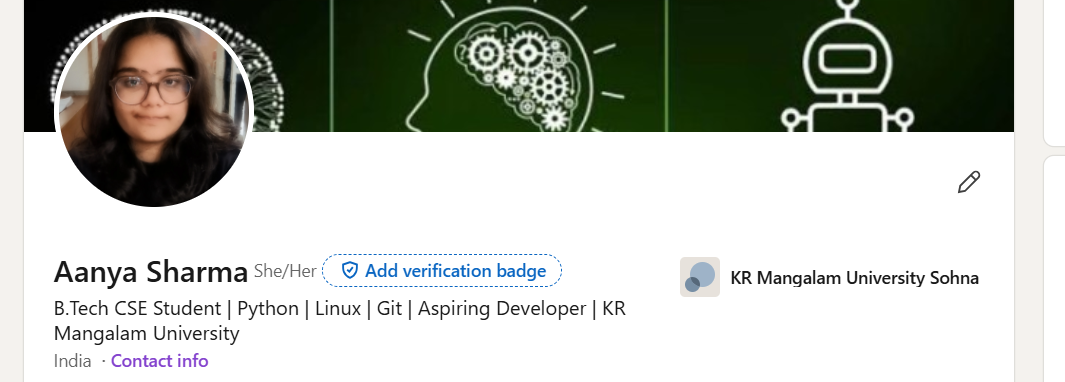 Aanya Sharma She/Her Add verification badge
KR Mangalam University Sohna
B.Tech CSE Student | Python | Linux | Git | Aspiring Developer | KR
Mangalam University
India · Contact info